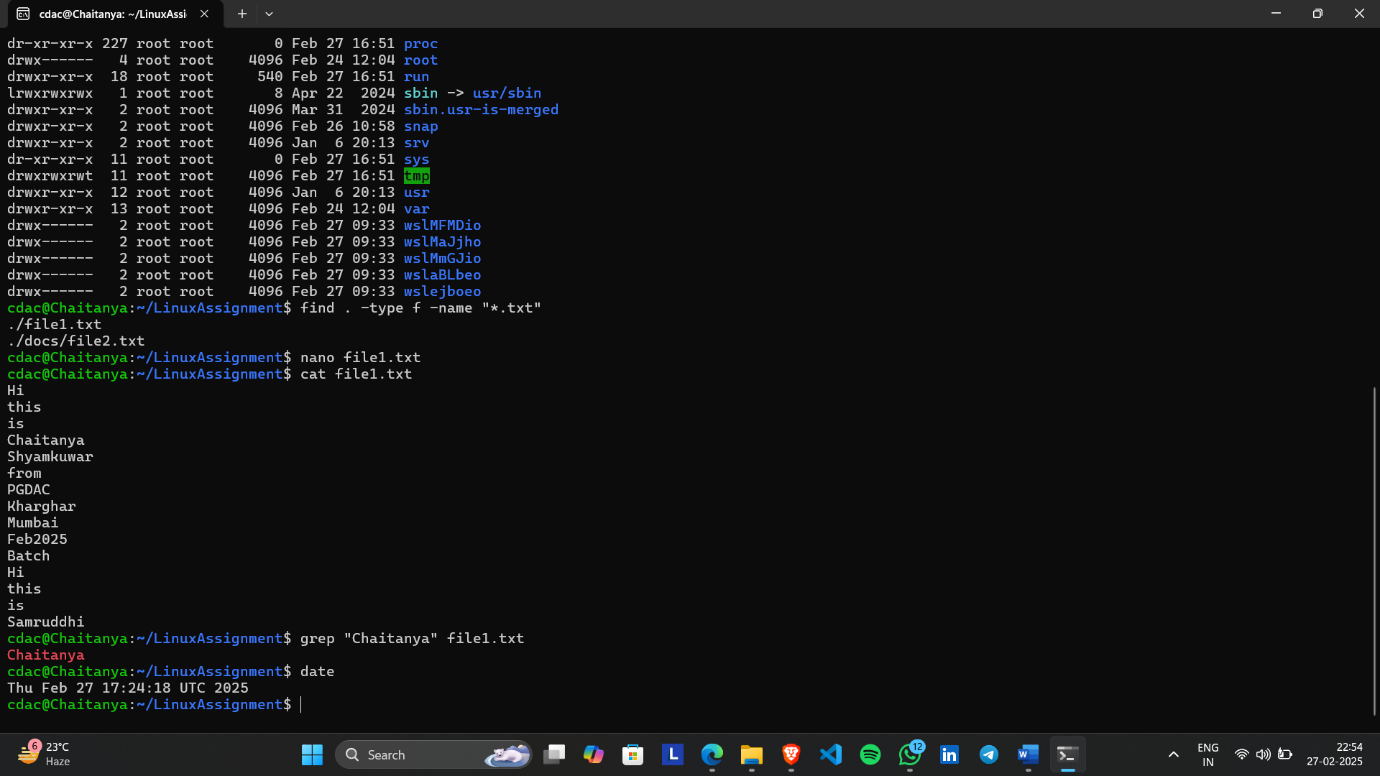 cdac@Chaitanya: ~/LinuxAssi
dr-xr-xr-x 227 root root       0 Feb 27 16:51 proc
drwx------   4 root root    4096 Feb 24 12:04 root
drwxr-xr-x  18 root root     540 Feb 27 16:51 run
lrwxrwxrwx   1 root root       8 Apr 22  2024 sbin -> usr/sbin
drwxr-xr-x   2 root root    4096 Mar 31  2024 sbin.usr-is-merged
drwxr-xr-x   2 root root    4096 Feb 26 10:58 snap
drwxr-xr-x   2 root root    4096 Jan  6 20:13 srv
dr-xr-xr-x  11 root root       0 Feb 27 16:51 sys
drwxrwxrwt  11 root root    4096 Feb 27 16:51 tmp
drwxr-xr-x  12 root root    4096 Jan  6 20:13 usr
drwxr-xr-x  13 root root    4096 Feb 24 12:04 var
drwx------   2 root root    4096 Feb 27 09:33 wslMFMDio
drwx------   2 root root    4096 Feb 27 09:33 wslMaJjho
drwx------   2 root root    4096 Feb 27 09:33 wslMmGJio
drwx------   2 root root    4096 Feb 27 09:33 wslaBLbeo
drwx------   2 root root    4096 Feb 27 09:33 wslejboeo
cdac@Chaitanya:~/LinuxAssignment$ find . -type f -name "*.txt"
./file1.txt
./docs/file2.txt
cdac@Chaitanya:~/LinuxAssignment$ nano file1.txt
cdac@Chaitanya:~/LinuxAssignment$ cat file1.txt
Hi
this
is
Chaitanya
Shyamkuwar
from
PGDAC
Kharghar
Mumbai
Feb2025
Batch
Hi
this
is
Samruddhi
cdac@Chaitanya:~/LinuxAssignment$ grep "Chaitanya" file1.txt
Chaitanya
cdac@Chaitanya:~/LinuxAssignment$ date
Thu Feb 27 17:24:18 UTC 2025
cdac@Chaitanya:~/LinuxAssignment$
6
23°C
Haze
Search
L
12
in
W
ENG
IN
22:54
27-02-2025